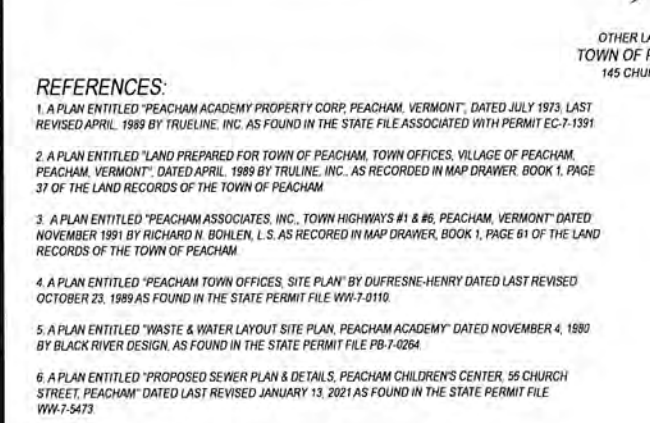 OTHER LA
TOWN OF P
145 CHUR
REFERENCES:
1. A PLAN ENTITLED "PEACHAM ACADEMY PROPERTY CORP, PEACHAM, VERMONT", DATED JULY 1973, LAST
REVISED APRIL, 1989 BY TRUELINE, INC. AS FOUND IN THE STATE FILE ASSOCIATED WITH PERMIT EC-7-1391.
2. A PLAN ENTITLED "LAND PREPARED FOR TOWN OF PEACHAM, TOWN OFFICES, VILLAGE OF PEACHAM,
PEACHAM, VERMONT", DATED APRIL, 1989 BY TRULINE, INC., AS RECORDED IN MAP DRAWER, BOOK 1, PAGE
37 OF THE LAND RECORDS OF THE TOWN OF PEACHAM.
3. A PLAN ENTITLED "PEACHAM ASSOCIATES, INC., TOWN HIGHWAYS #1 & #6, PEACHAM, VERMONT" DATED
NOVEMBER 1991 BY RICHARD N. BOHLEN, L.S. AS RECORED IN MAP DRAWER, BOOK 1, PAGE 61 OF THE LAND
RECORDS OF THE TOWN OF PEACHAM.
4. A PLAN ENTITLED "PEACHAM TOWN OFFICES, SITE PLAN" BY DUFRESNE-HENRY DATED LAST REVISED
OCTOBER 23, 1989 AS FOUND IN THE STATE PERMIT FILE WW-7-0110.
5. A PLAN ENTITLED "WASTE & WATER LAYOUT SITE PLAN, PEACHAM ACADEMY" DATED NOVEMBER 4, 1980
BY BLACK RIVER DESIGN, AS FOUND IN THE STATE PERMIT FILE PB-7-0264.
6. A PLAN ENTITLED "PROPOSED SEWER PLAN & DETAILS, PEACHAM CHILDREN'S CENTER, 56 CHURCH
STREET, PEACHAM" DATED LAST REVISED JANUARY 13, 2021 AS FOUND IN THE STATE PERMIT FILE
WW-7-5473.